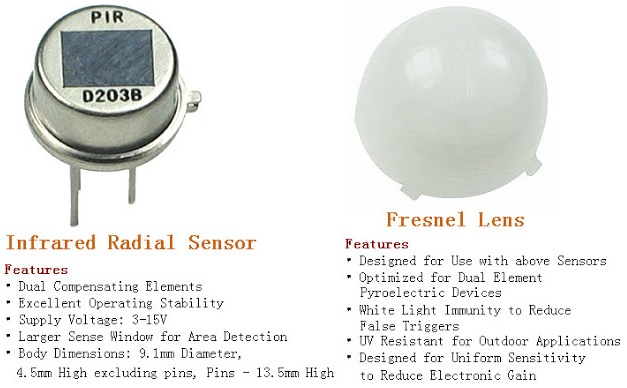 PIR
D203B
Infrared Radial Sensor
Features
• Dual Compensating Elements
• Excellent Operating Stability
• Supply Voltage: 3-15V
• Larger Sense Window for Area Detection
• Body Dimensions: 9.1mm Diameter,
4.5mm High excluding pins, Pins - 13.5mm High
Fresnel Lens
Features
• Designed for Use with above Sensors
• Optimized for Dual Element
Pyroelectric Devices
• White Light Immunity to Reduce
False Triggers
• UV Resistant for Outdoor Applications
• Designed for Uniform Sensitivity
to Reduce Electronic Gain